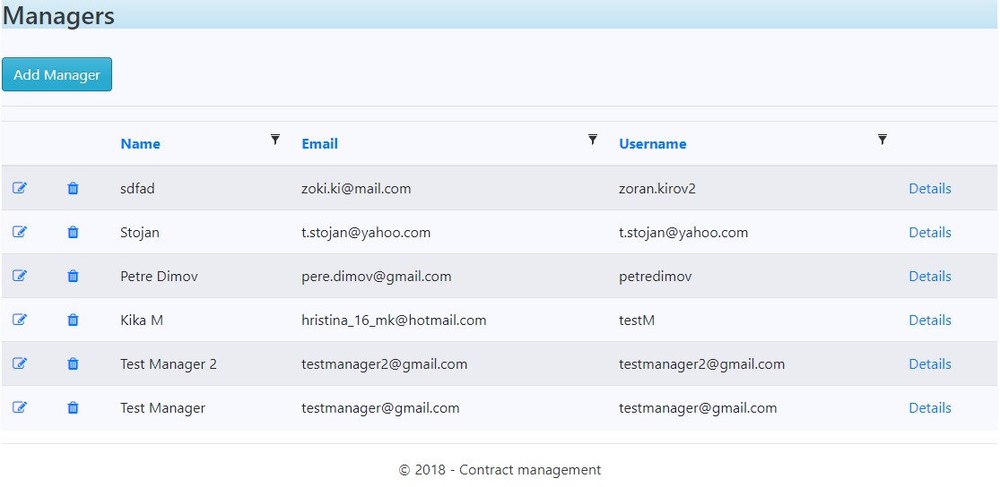 Managers
Add Manager
Name Email Username
sdfad zoki.ki@mail.com zoran.kirov2 Details
Stojan t.stojan@yahoo.com t.stojan@yahoo.com Details
Petre Dimov pere.dimov@gmail.com petredimov Details
Kika M hristina_16_mk@hotmail.com testM Details
Test Manager 2 testmanager2@gmail.com testmanager2@gmail.com Details
Test Manager testmanager@gmail.com testmanager@gmail.com Details
© 2018 - Contract management